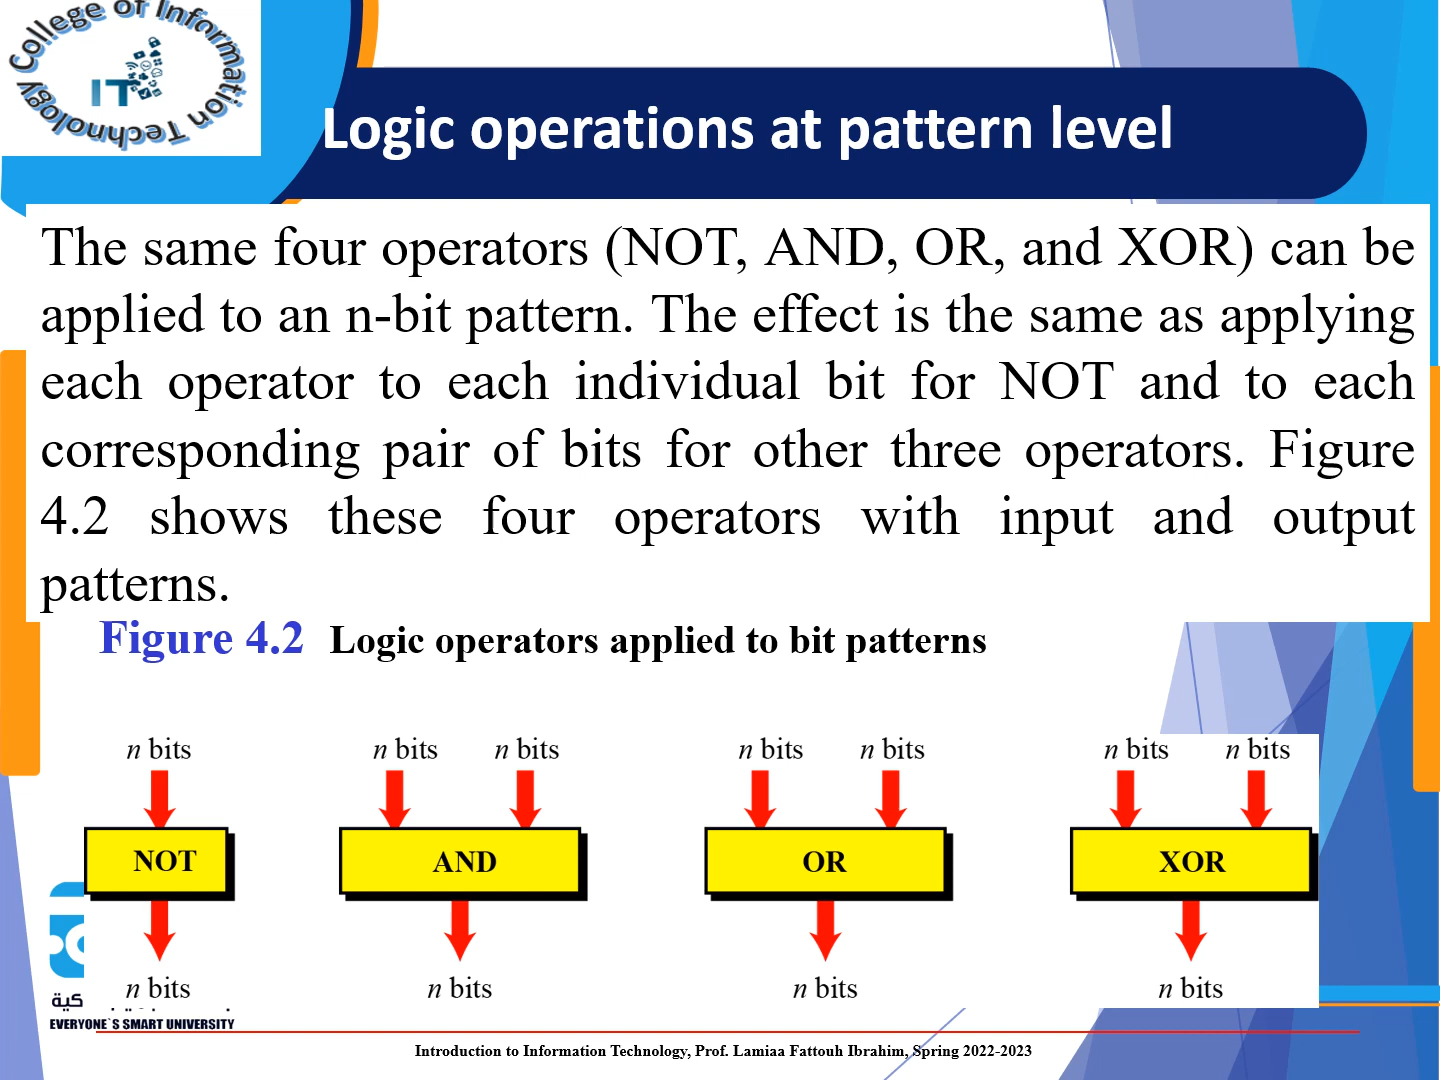 College of Information Technology
IT
Logic operations at pattern level
The same four operators (NOT, AND, OR, and XOR) can be
applied to an n-bit pattern. The effect is the same as applying
each operator to each individual bit for NOT and to each
corresponding pair of bits for other three operators. Figure
4.2 shows these four operators with input and output
patterns.
Figure 4.2 Logic operators applied to bit patterns
n bits n bits n bits n bits n bits n bits n bits
NOT AND OR XOR
n bits n bits n bits n bits
EVERYONE`S SMART UNIVERSITY
Introduction to Information Technology, Prof. Lamiaa Fattouh Ibrahim, Spring 2022-2023